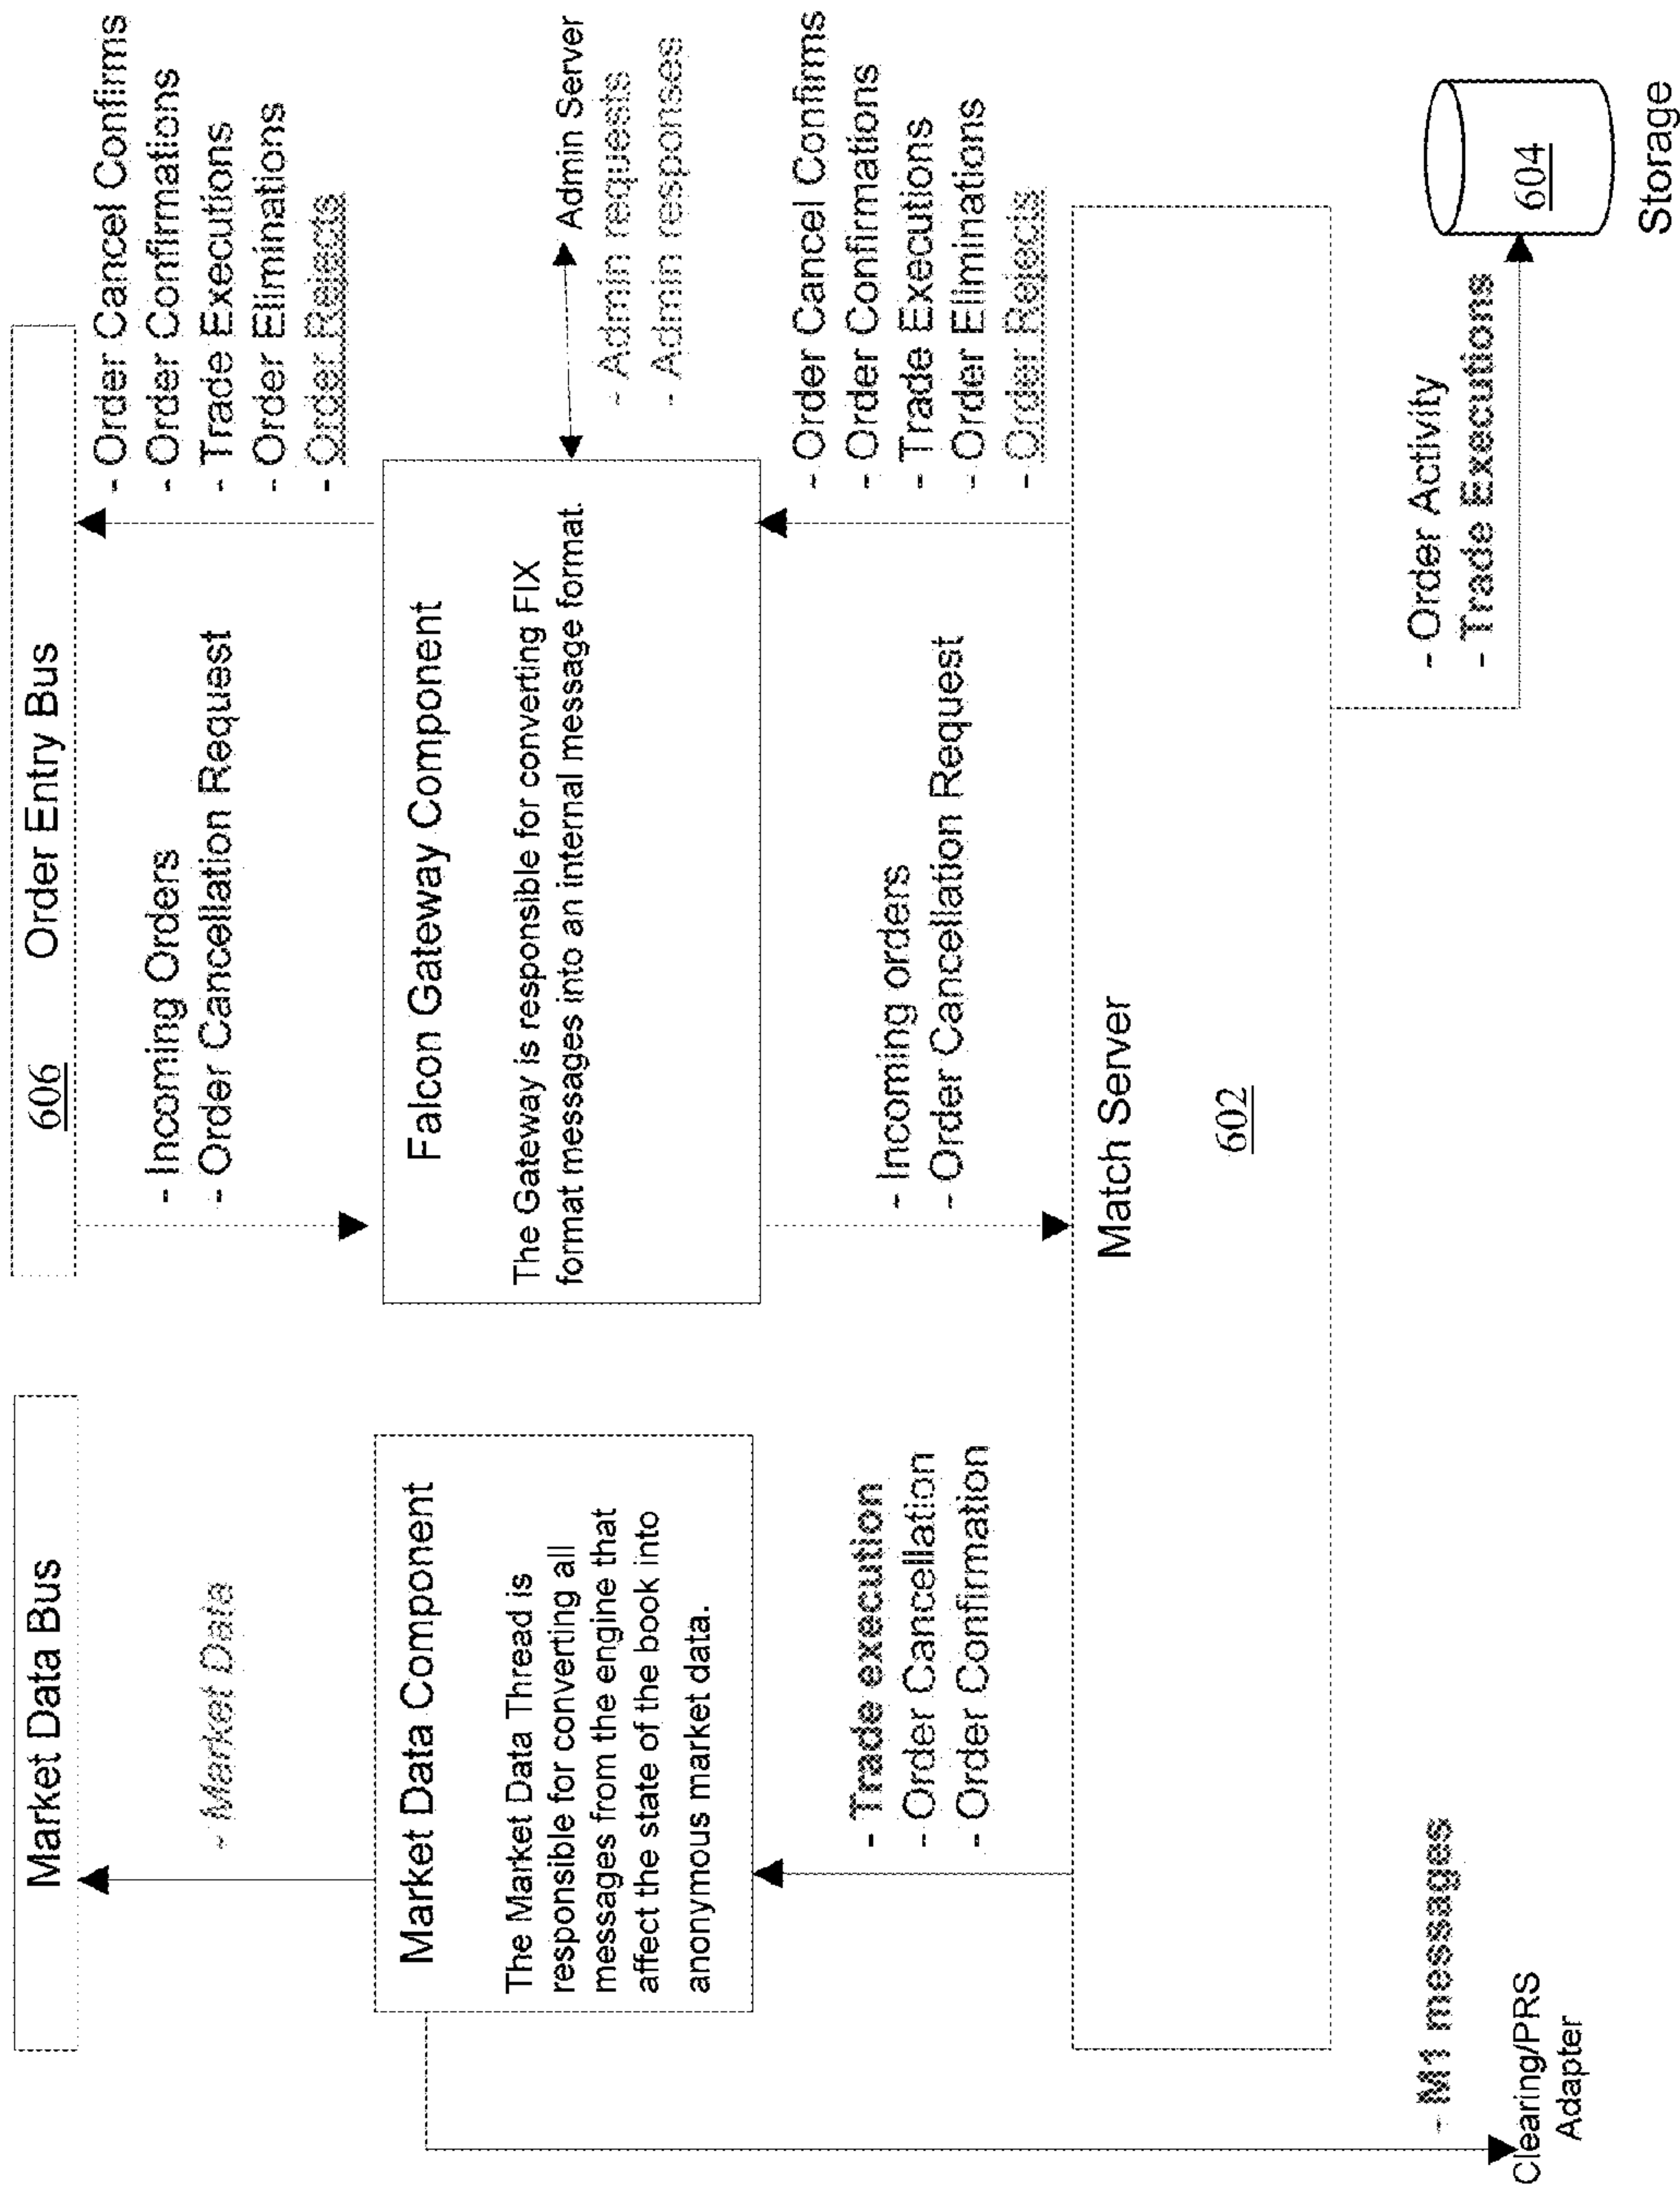 Market Data Bus
606
Order Entry Bus
- Market Data
- Incoming Orders
- Order Cancellation Request
- Order Cancel Confirms
- Order Confirmations
- Trade Executions
- Order Eliminations
- Order Rejects
Market Data Component
The Market Data Thread is
responsible for converting all
messages from the engine that
affect the state of the book into
anonymous market data.
Falcon Gateway Component
The Gateway is responsible for converting FIX
format messages into an internal message format.
Admin Server
- Admin requests
- Admin responses
- Trade execution
- Order Cancellation
- Order Confirmation
- Incoming orders
- Order Cancellation Request
- Order Cancel Confirms
- Order Confirmations
- Trade Executions
- Order Eliminations
- Order Rejects
Match Server
602
- M1 messages
Clearing/PRS
Adapter
- Order Activity
- Trade Executions
604
Storage